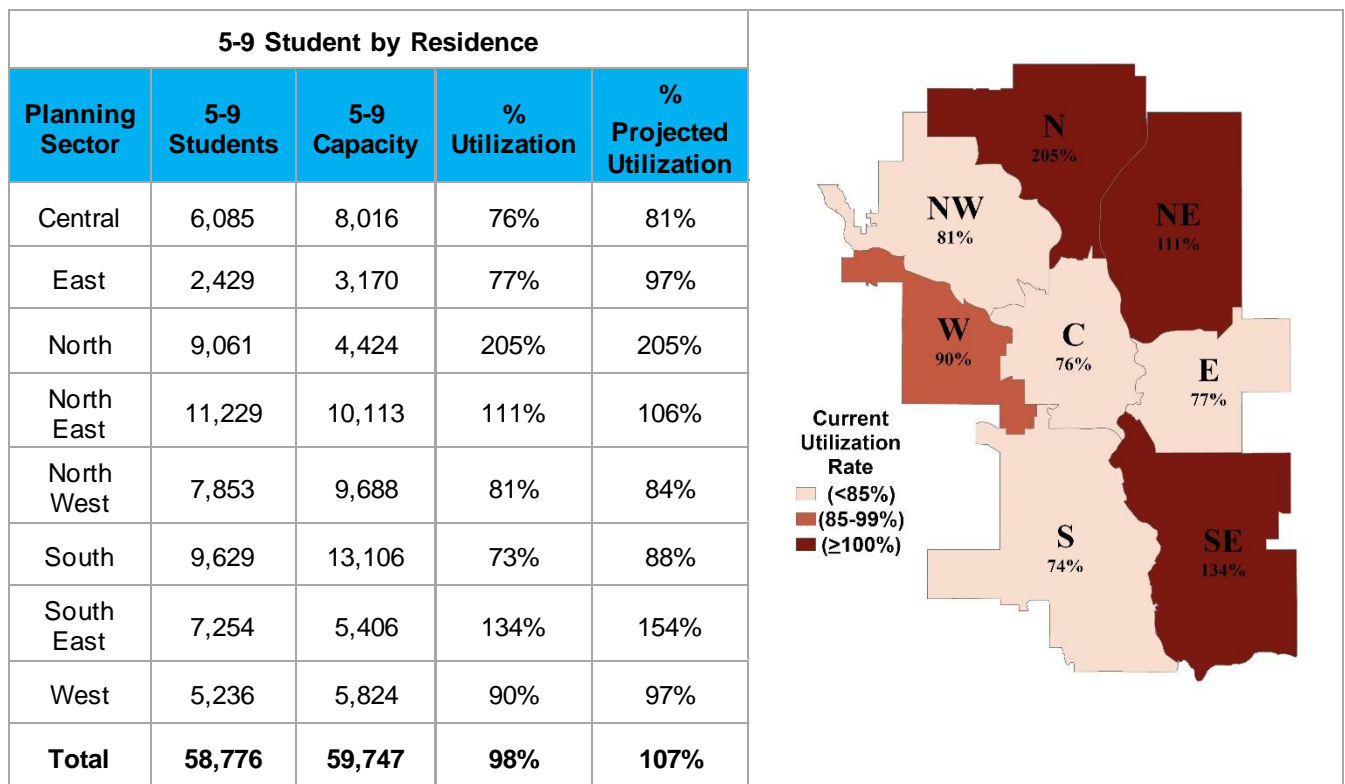 5-9 Student by Residence
Planning Sector 5-9 Students 5-9 Capacity % Utilization % Projected Utilization
Central 6,085 8,016 76% 81%
East 2,429 3,170 77% 97%
North 9,061 4,424 205% 205%
North East 11,229 10,113 111% 106%
North West 7,853 9,688 81% 84%
South 9,629 13,106 73% 88%
South East 7,254 5,406 134% 154%
West 5,236 5,824 90% 97%
Total 58,776 59,747 98% 107%
N
205%
NW
81%
NE
111%
W
90%
C
76%
E
77%
S
74%
SE
134%
Current
Utilization
Rate
(<85%)
(85-99%)
(≥100%)